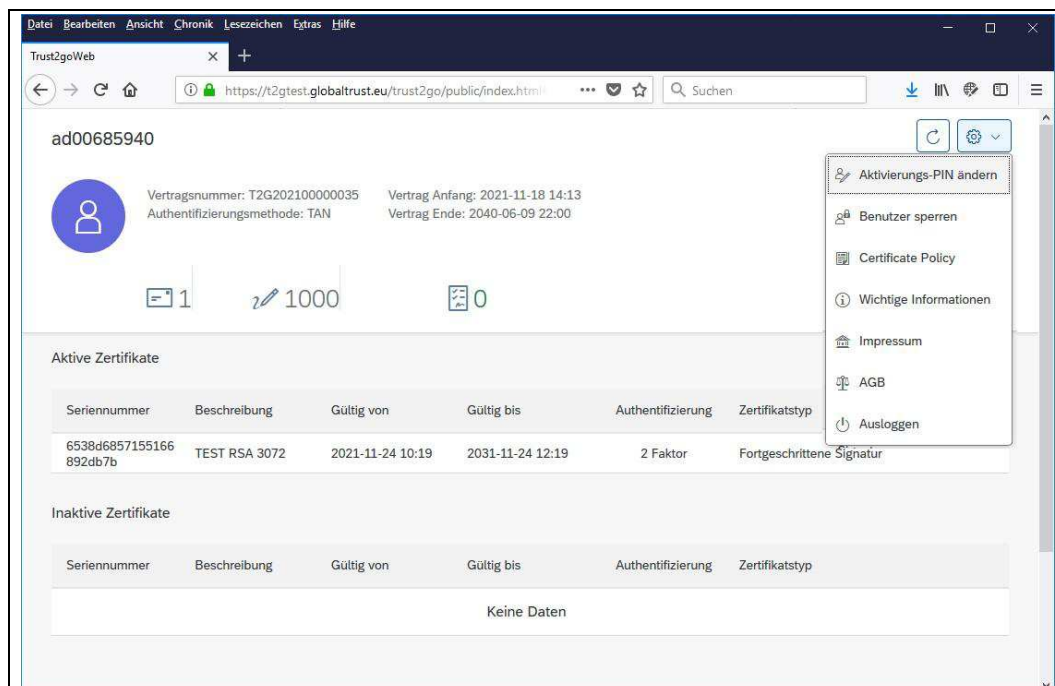 Datei Bearbeiten Ansicht Chronik Lesezeichen Extras Hilfe
Trust2goWeb
https://t2gtest.globaltrust.eu/trust2go/public/index.html
Suchen
ad00685940
Aktivierungs-PIN ändern
Vertragsnummer: T2G202100000035 Vertrag Anfang: 2021-11-18 14:13
Authentifizierungsmethode: TAN Vertrag Ende: 2040-06-09 22:00
Benutzer sperren
Certificate Policy
1 1000 0
Wichtige Informationen
Impressum
Aktive Zertifikate
AGB
Seriennummer Beschreibung Gültig von Gültig bis Authentifizierung Zertifikatstyp
Ausloggen
6538d6857155166
892db7b TEST RSA 3072 2021-11-24 10:19 2031-11-24 12:19 2 Faktor Fortgeschrittene Signatur
Inaktive Zertifikate
Seriennummer Beschreibung Gültig von Gültig bis Authentifizierung Zertifikatstyp
Keine Daten